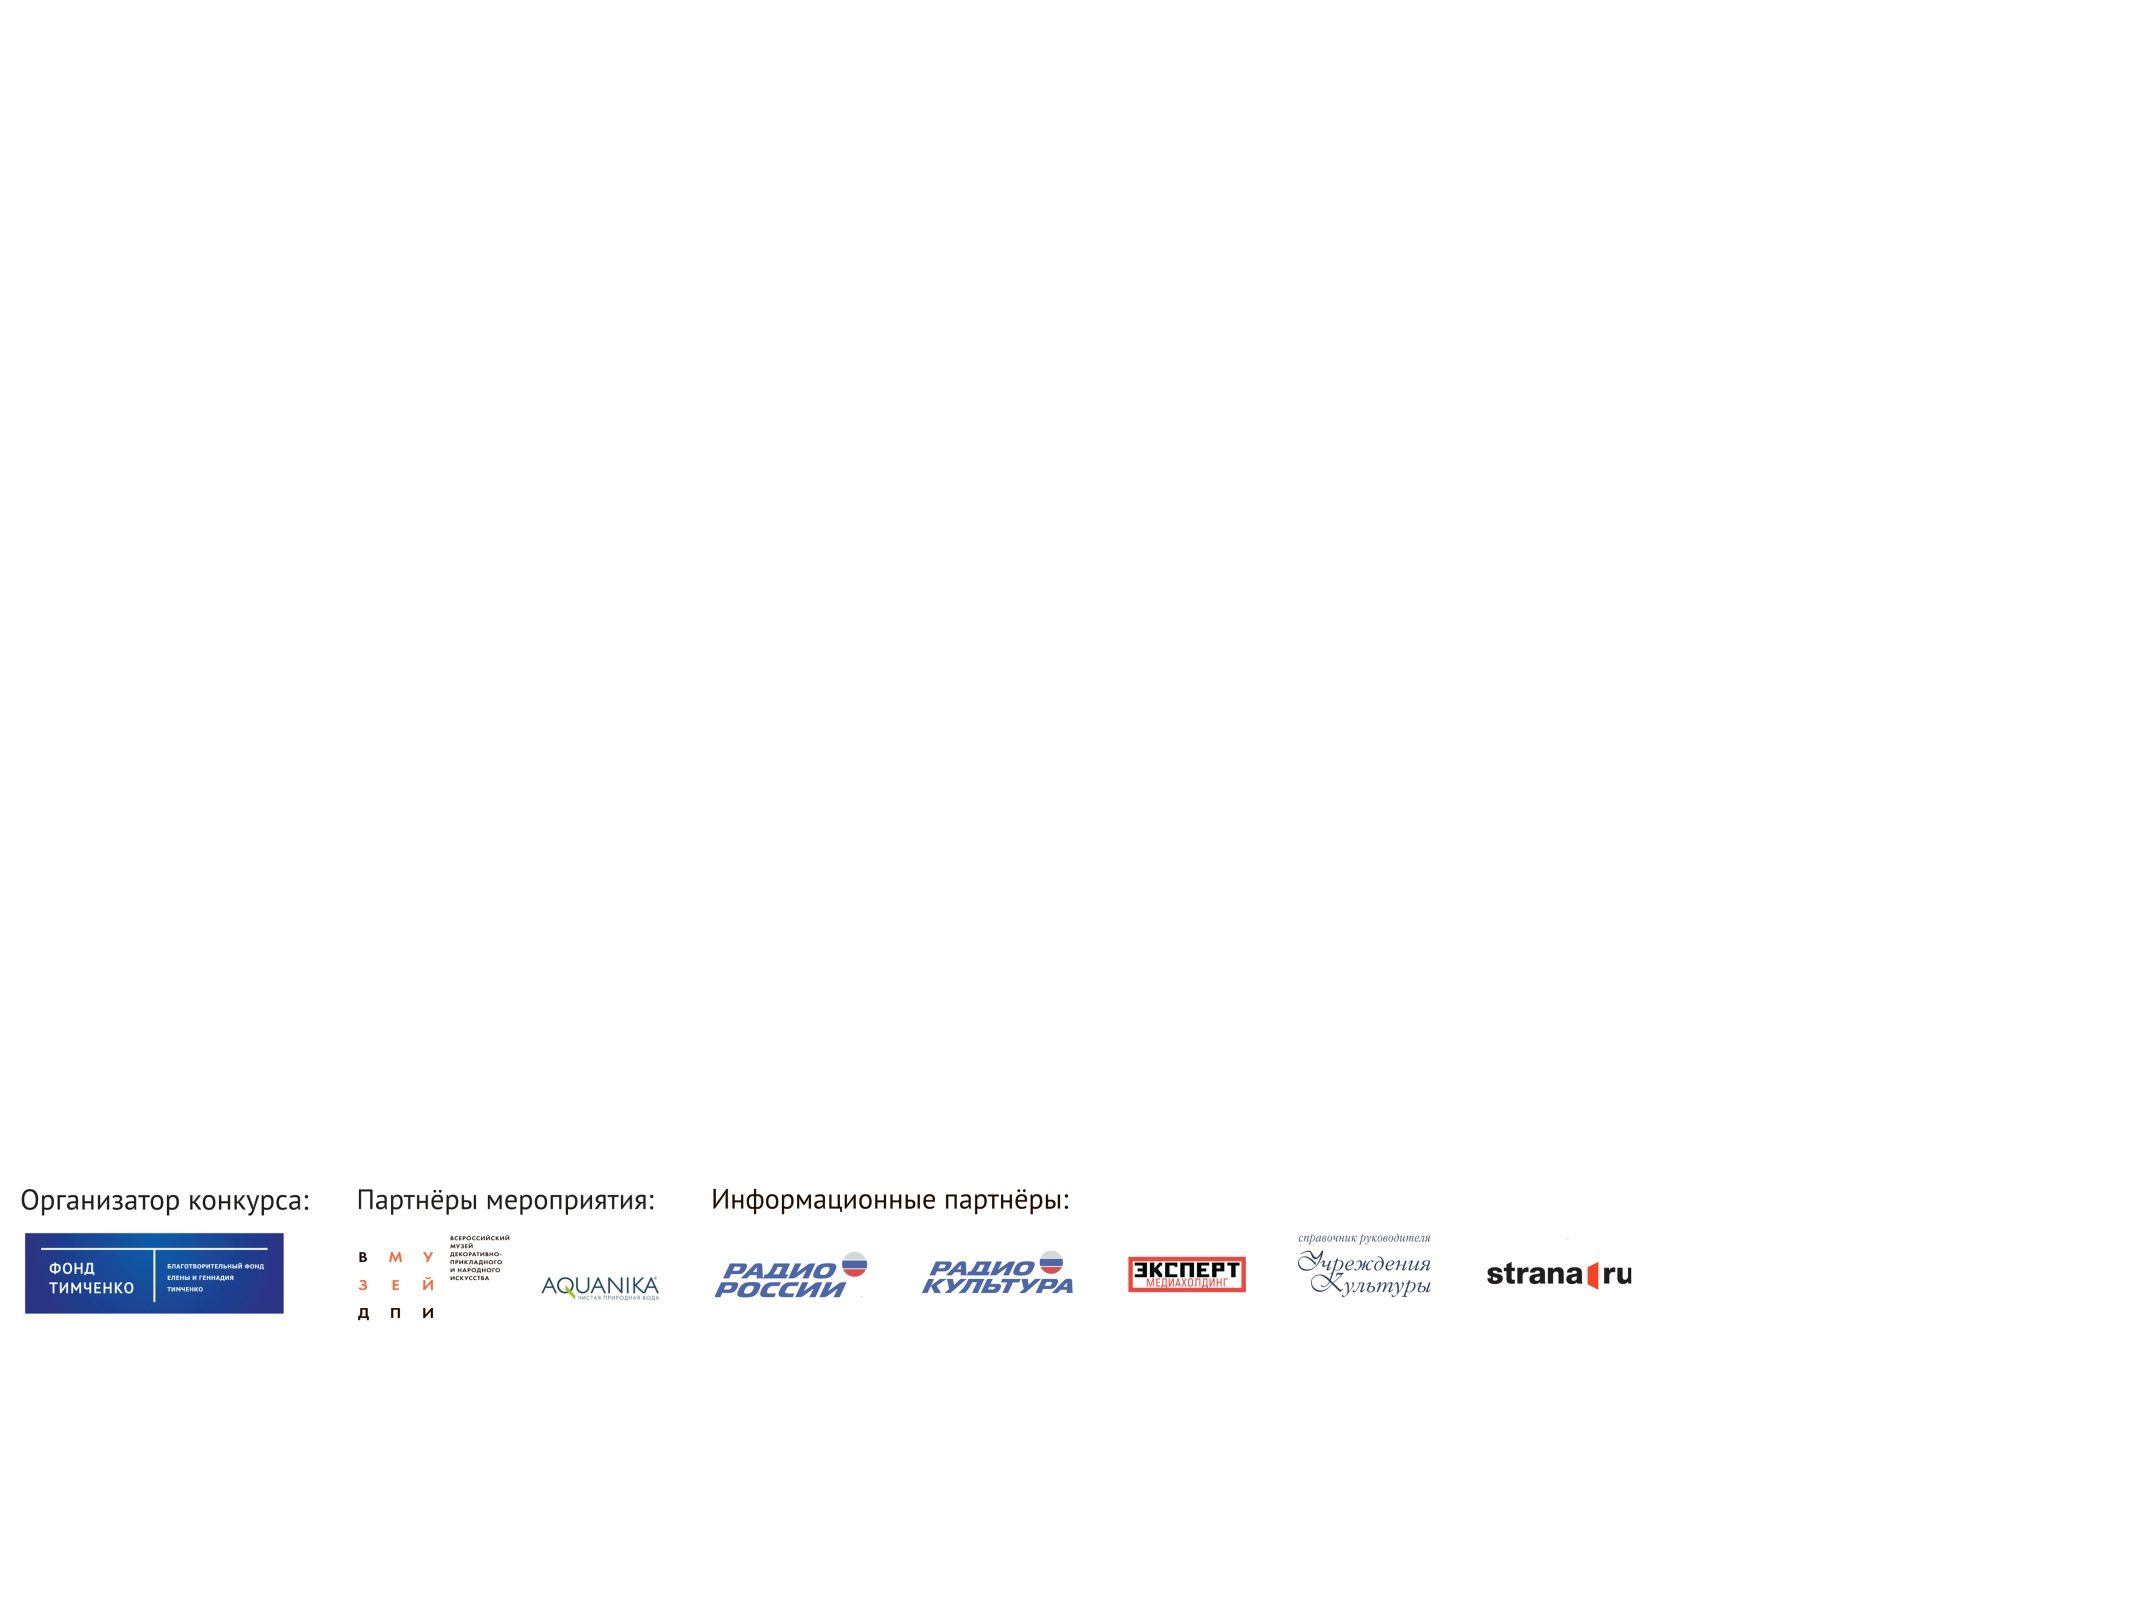 Организатор конкурса:
ФОНД
ТИМЧЕНКО
БЛАГОТВОРИТЕЛЬНЫЙ ФОНД
ЕЛЕНЫ И ГЕННАДИЯ
ТИМЧЕНКО
Партнёры мероприятия:
В М У
З Е Й
Д П И
ВСЕРОССИЙСКИЙ
МУЗЕЙ
ДЕКОРАТИВНО-
ПРИКЛАДНОГО
И НАРОДНОГО
ИСКУССТВА
AQUANIKA®
ЧИСТАЯ ПРИРОДНАЯ ВОДА
Информационные партнёры:
РАДИО
РОССИИ
РАДИО
КУЛЬТУРА
ЭКСПЕРТ
МЕДИАХОЛДИНГ
справочник руководителя
Учреждения
Культуры
strana ru